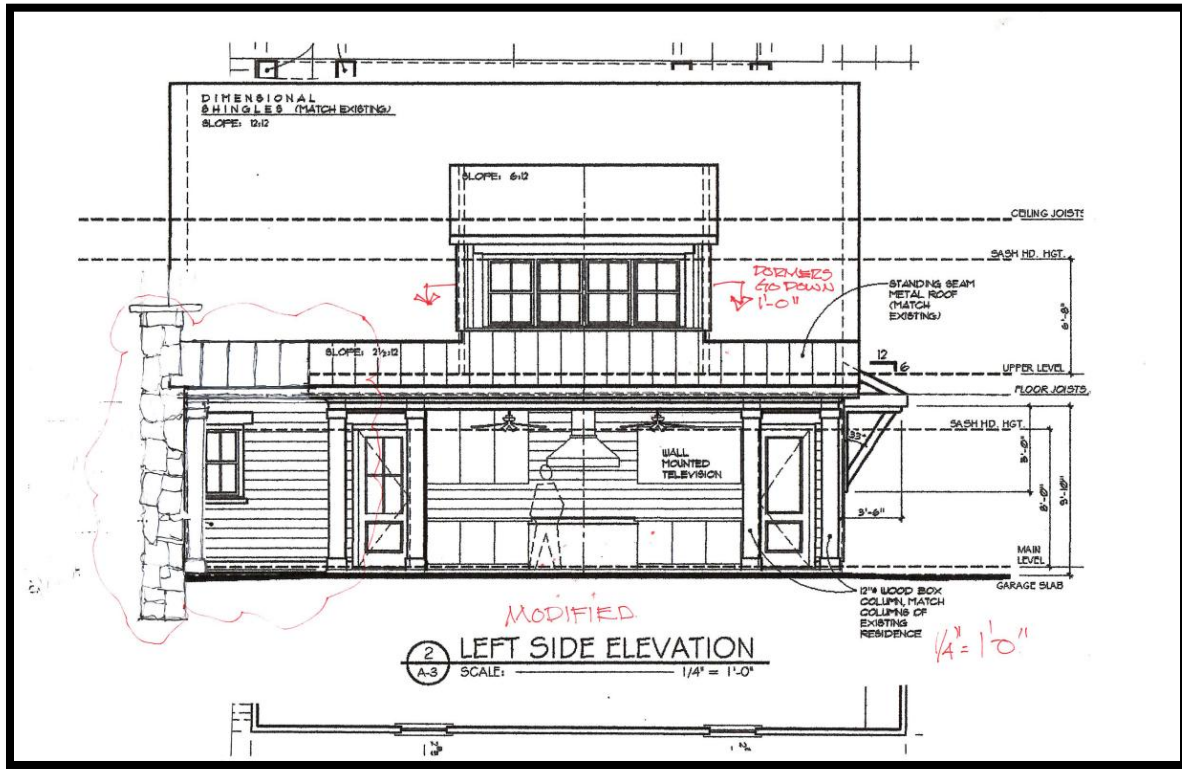 DIMENSIONAL
SHINGLES (MATCH EXISTING)
SLOPE: 12:12
SLOPE: 6:12
CEILING JOISTS
SASH HD. HGT.
DORMERS
GO DOWN
1'-0"
STANDING SEAM
METAL ROOF
(MATCH
EXISTING)
6'-8"
SLOPE: 2½:12
12
6
UPPER LEVEL
FLOOR JOISTS
SASH HD. HGT.
33°
WALL
MOUNTED
TELEVISION
3'-0"
8'-0"
9'-10"
3'-6"
MAIN
LEVEL
GARAGE SLAB
12"⌀ WOOD BOX
COLUMN, MATCH
COLUMNS OF
EXISTING
RESIDENCE
MODIFIED
1/4" = 1'0"
2
A-3
LEFT SIDE ELEVATION
SCALE: 1/4" = 1'-0"